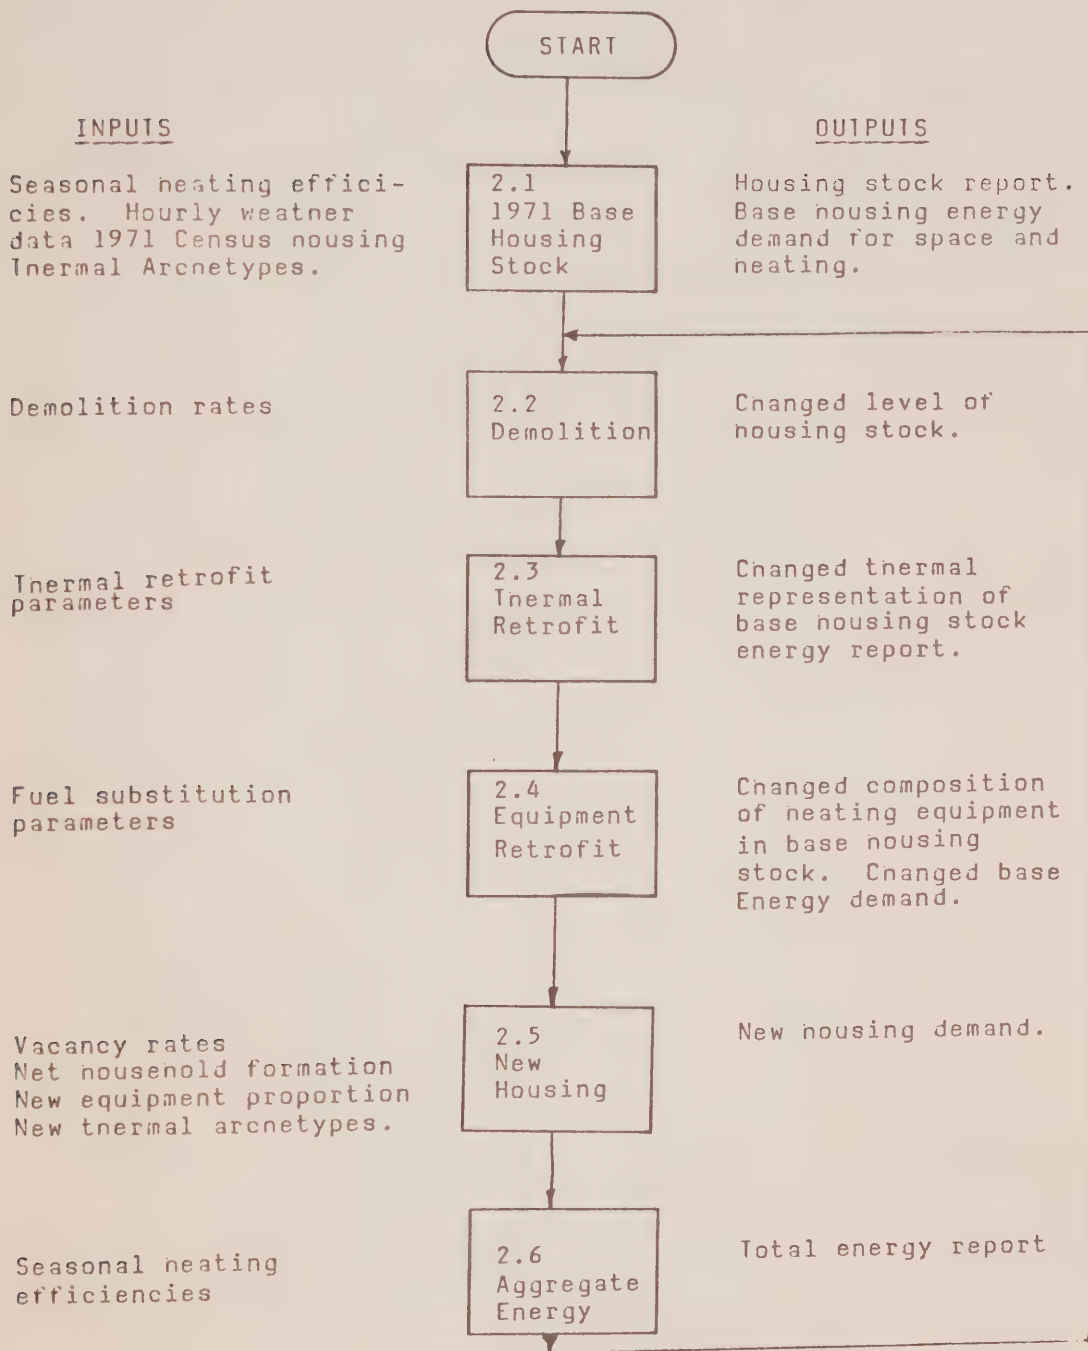 START
INPUTS
OUTPUTS
Seasonal heating effici-
cies. Hourly weather
data 1971 Census housing
Thermal Archetypes.
2.1
1971 Base
Housing
Stock
Housing stock report.
Base housing energy
demand for space and
heating.
Demolition rates
2.2
Demolition
Changed level of
housing stock.
Thermal retrofit
parameters
2.3
Thermal
Retrofit
Changed thermal
representation of
base housing stock
energy report.
Fuel substitution
parameters
2.4
Equipment
Retrofit
Changed composition
of heating equipment
in base housing
stock. Changed base
Energy demand.
Vacancy rates
Net household formation
New equipment proportion
New thermal archetypes.
2.5
New
Housing
New housing demand.
Seasonal heating
efficiencies
2.6
Aggregate
Energy
Total energy report